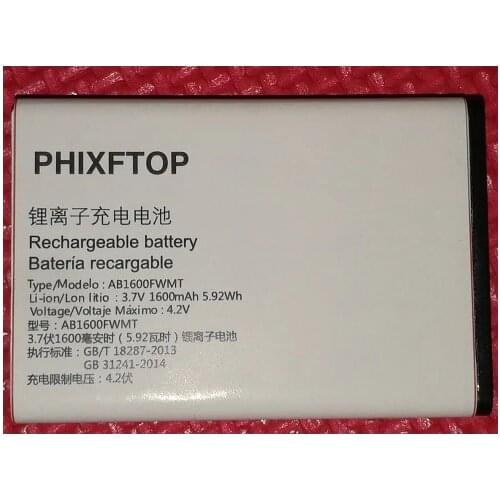 PHIXFTOP
锂离子充电电池
Rechargeable battery
Batería recargable
Type/Modelo : AB1600FWMT
Li-ion/Lon litio : 3.7V 1600mAh 5.92Wh
Voltage/Voltaje Máximo : 4.2V
型号: AB1600FWMT
3.7伏1600毫安时 (5.92瓦时) 锂离子电池
执行标准: GB/T 18287-2013
GB 31241-2014
充电限制电压: 4.2伏